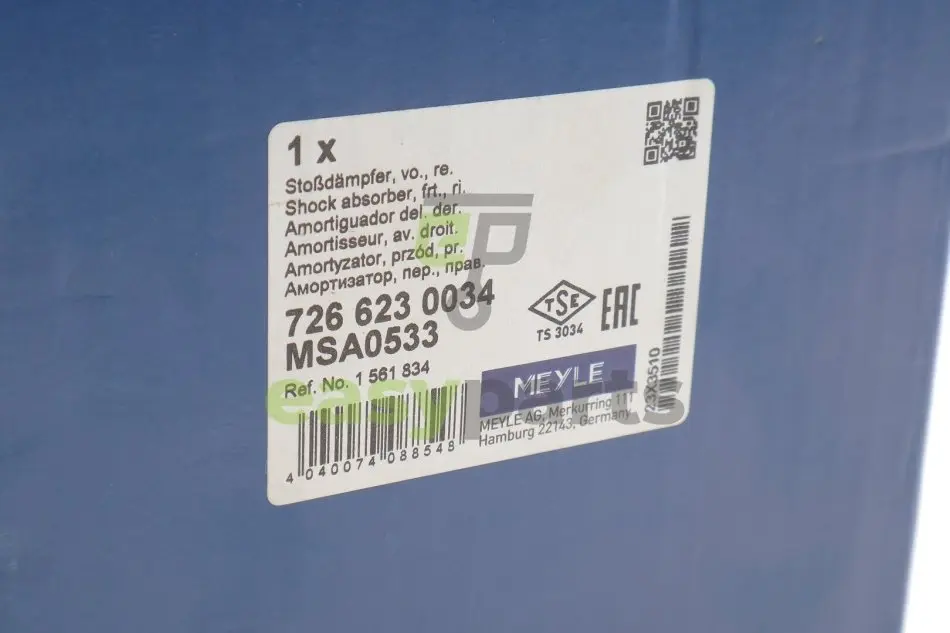 1 x
Stoßdämpfer, vo., re.
Shock absorber, frt., ri.
Amortiguador del. der.
Amortisseur, av. droit.
Amortyzator, przód, pr.
Амортизатор, пер., прав.
726 623 0034
MSA0533
Ref. No. 1 561 834
4 040074 088548
TSE
TS 3034
EAC
MEYLE
MEYLE AG, Merkurring 111
Hamburg 22143, Germany
23X3510
easyparts